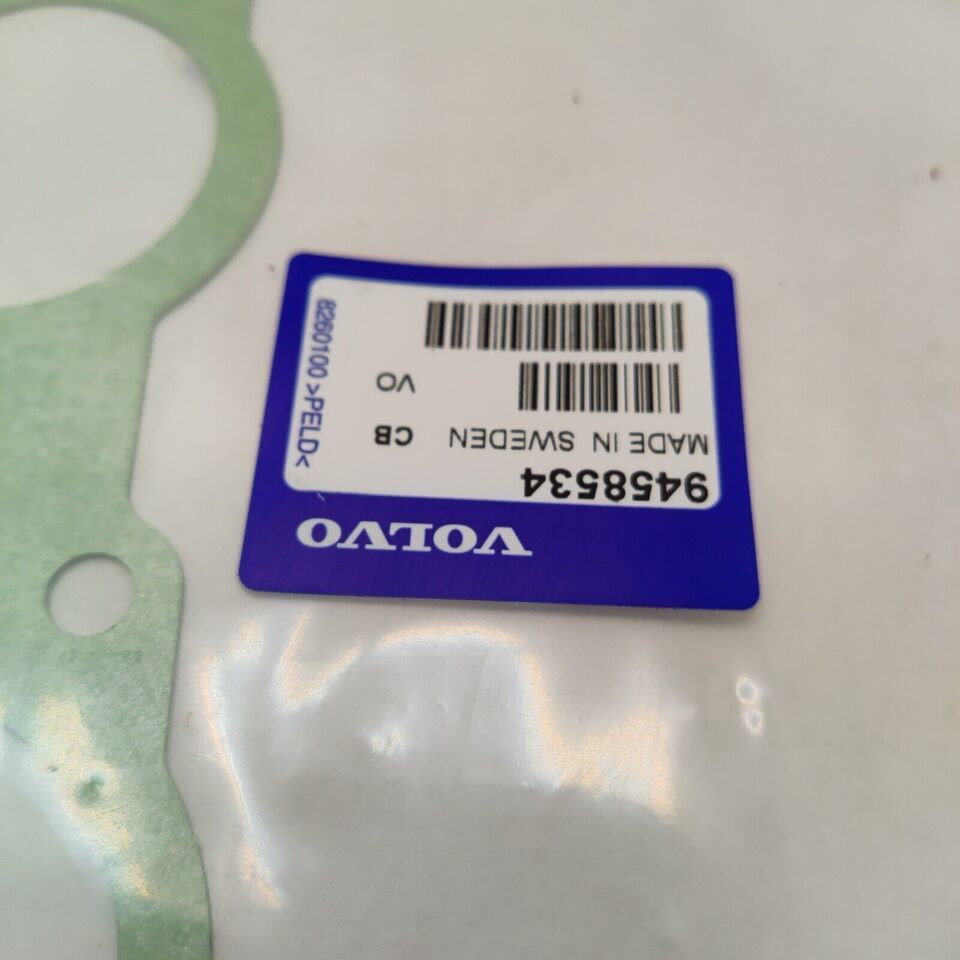 VOLVO
9458534
MADE IN SWEDEN CB
VO
8260100 >PELD<